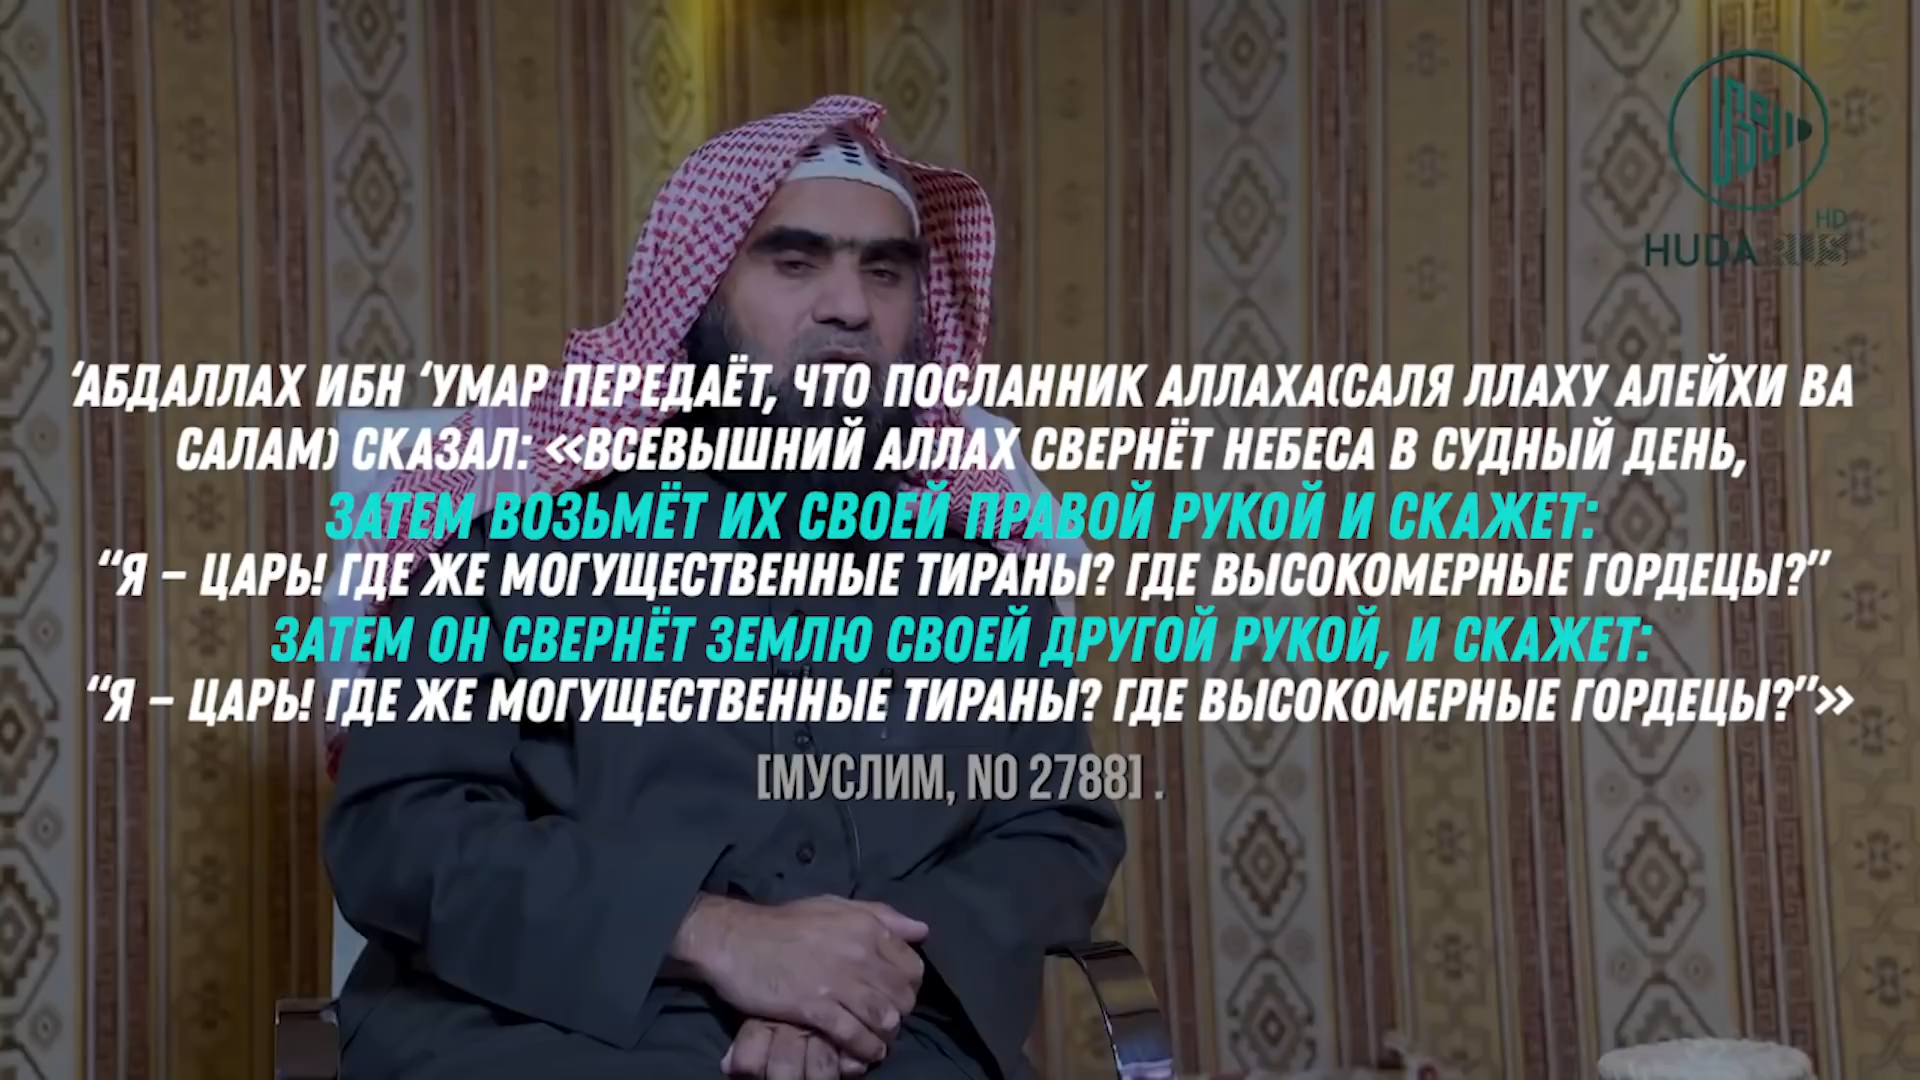 HD
HUDA RUS
‘АБДАЛЛАХ ИБН ‘УМАР ПЕРЕДАЁТ, ЧТО ПОСЛАННИК АЛЛАХА(САЛЯ ЛЛАХУ АЛЕЙХИ ВА
САЛАМ) СКАЗАЛ: «ВСЕВЫШНИЙ АЛЛАХ СВЕРНЁТ НЕБЕСА В СУДНЫЙ ДЕНЬ,
ЗАТЕМ ВОЗЬМЁТ ИХ СВОЕЙ ПРАВОЙ РУКОЙ И СКАЖЕТ:
“Я – ЦАРЬ! ГДЕ ЖЕ МОГУЩЕСТВЕННЫЕ ТИРАНЫ? ГДЕ ВЫСОКОМЕРНЫЕ ГОРДЕЦЫ?”
ЗАТЕМ ОН СВЕРНЁТ ЗЕМЛЮ СВОЕЙ ДРУГОЙ РУКОЙ, И СКАЖЕТ:
“Я – ЦАРЬ! ГДЕ ЖЕ МОГУЩЕСТВЕННЫЕ ТИРАНЫ? ГДЕ ВЫСОКОМЕРНЫЕ ГОРДЕЦЫ?”»
[МУСЛИМ, NO 2788] .